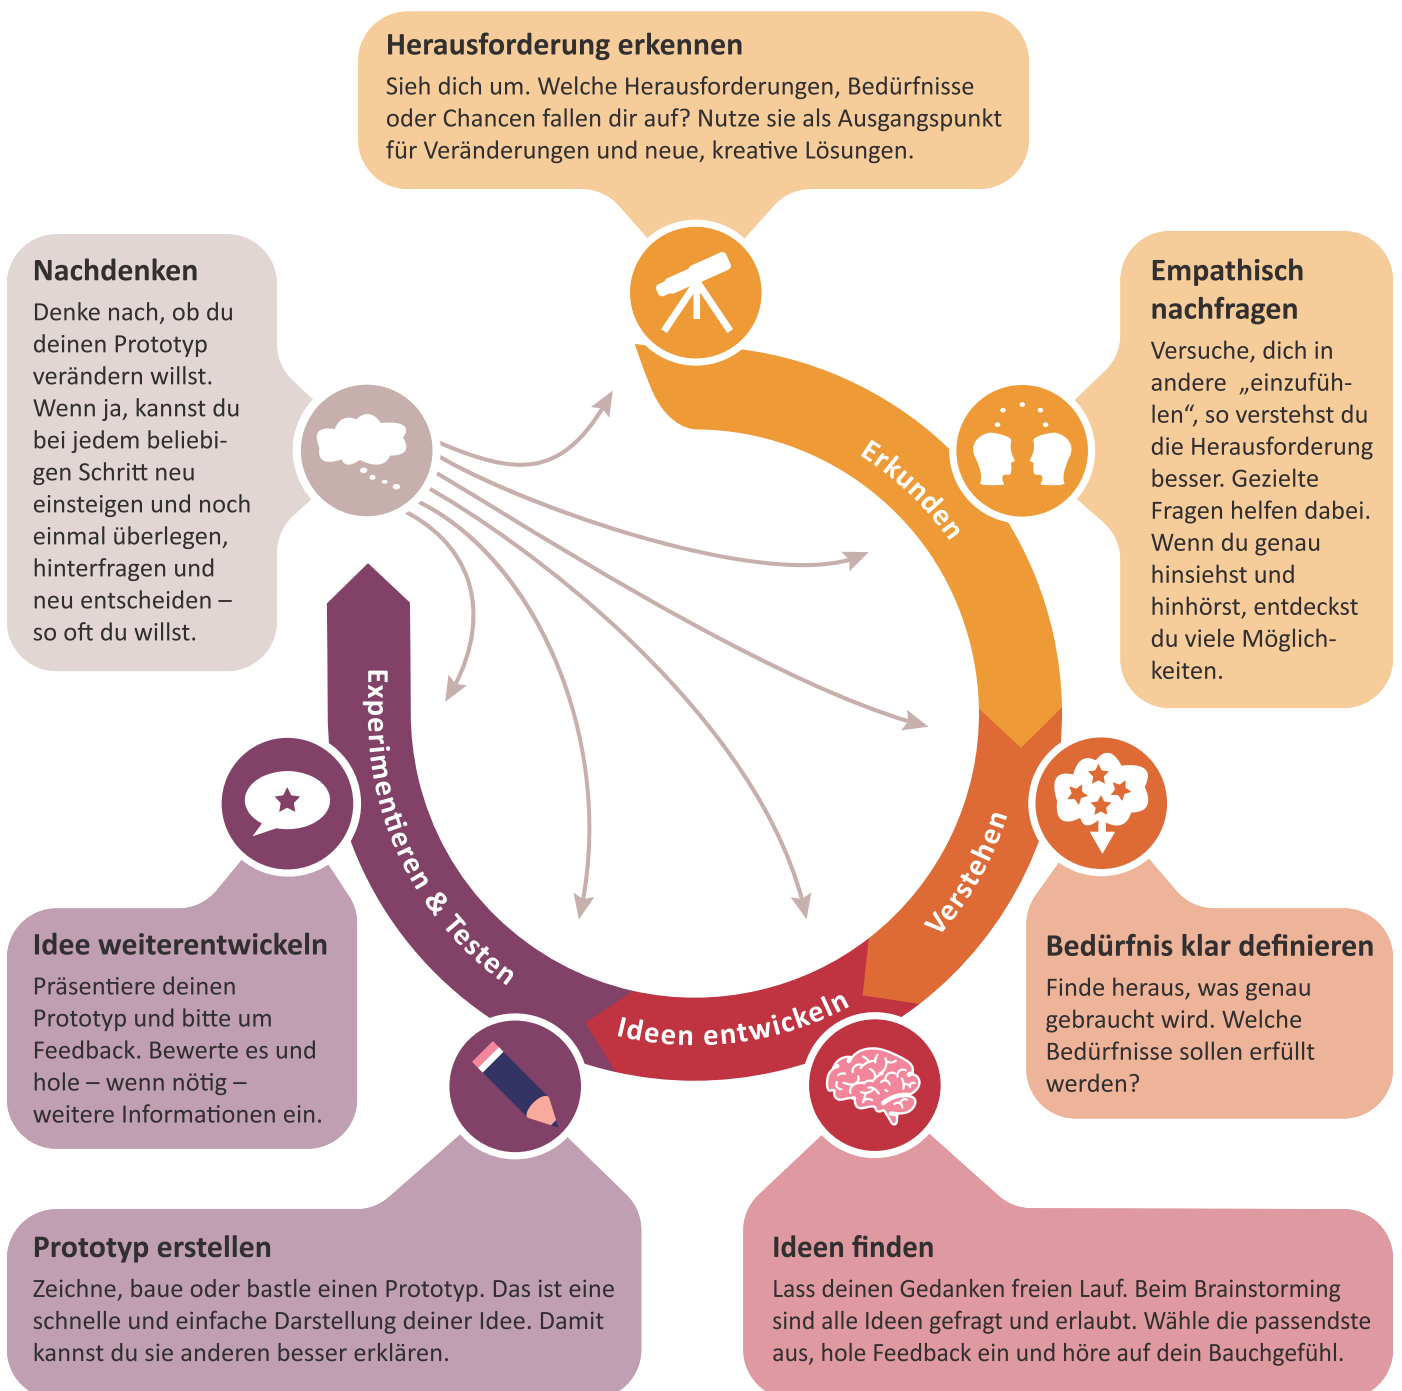 Herausforderung erkennen
Sieh dich um. Welche Herausforderungen, Bedürfnisse
oder Chancen fallen dir auf? Nutze sie als Ausgangspunkt
für Veränderungen und neue, kreative Lösungen.
Empathisch
nachfragen
Versuche, dich in
andere „einzufüh-
len“, so verstehst du
die Herausforderung
besser. Gezielte
Fragen helfen dabei.
Wenn du genau
hinsiehst und
hinhörst, entdeckst
du viele Möglich-
keiten.
Bedürfnis klar definieren
Finde heraus, was genau
gebraucht wird. Welche
Bedürfnisse sollen erfüllt
werden?
Ideen finden
Lass deinen Gedanken freien Lauf. Beim Brainstorming
sind alle Ideen gefragt und erlaubt. Wähle die passendste
aus, hole Feedback ein und höre auf dein Bauchgefühl.
Prototyp erstellen
Zeichne, baue oder bastle einen Prototyp. Das ist eine
schnelle und einfache Darstellung deiner Idee. Damit
kannst du sie anderen besser erklären.
Idee weiterentwickeln
Präsentiere deinen
Prototyp und bitte um
Feedback. Bewerte es und
hole – wenn nötig –
weitere Informationen ein.
Nachdenken
Denke nach, ob du
deinen Prototyp
verändern willst.
Wenn ja, kannst du
bei jedem beliebi-
gen Schritt neu
einsteigen und noch
einmal überlegen,
hinterfragen und
neu entscheiden –
so oft du willst.
Erkunden
Verstehen
Ideen entwickeln
Experimentieren & Testen